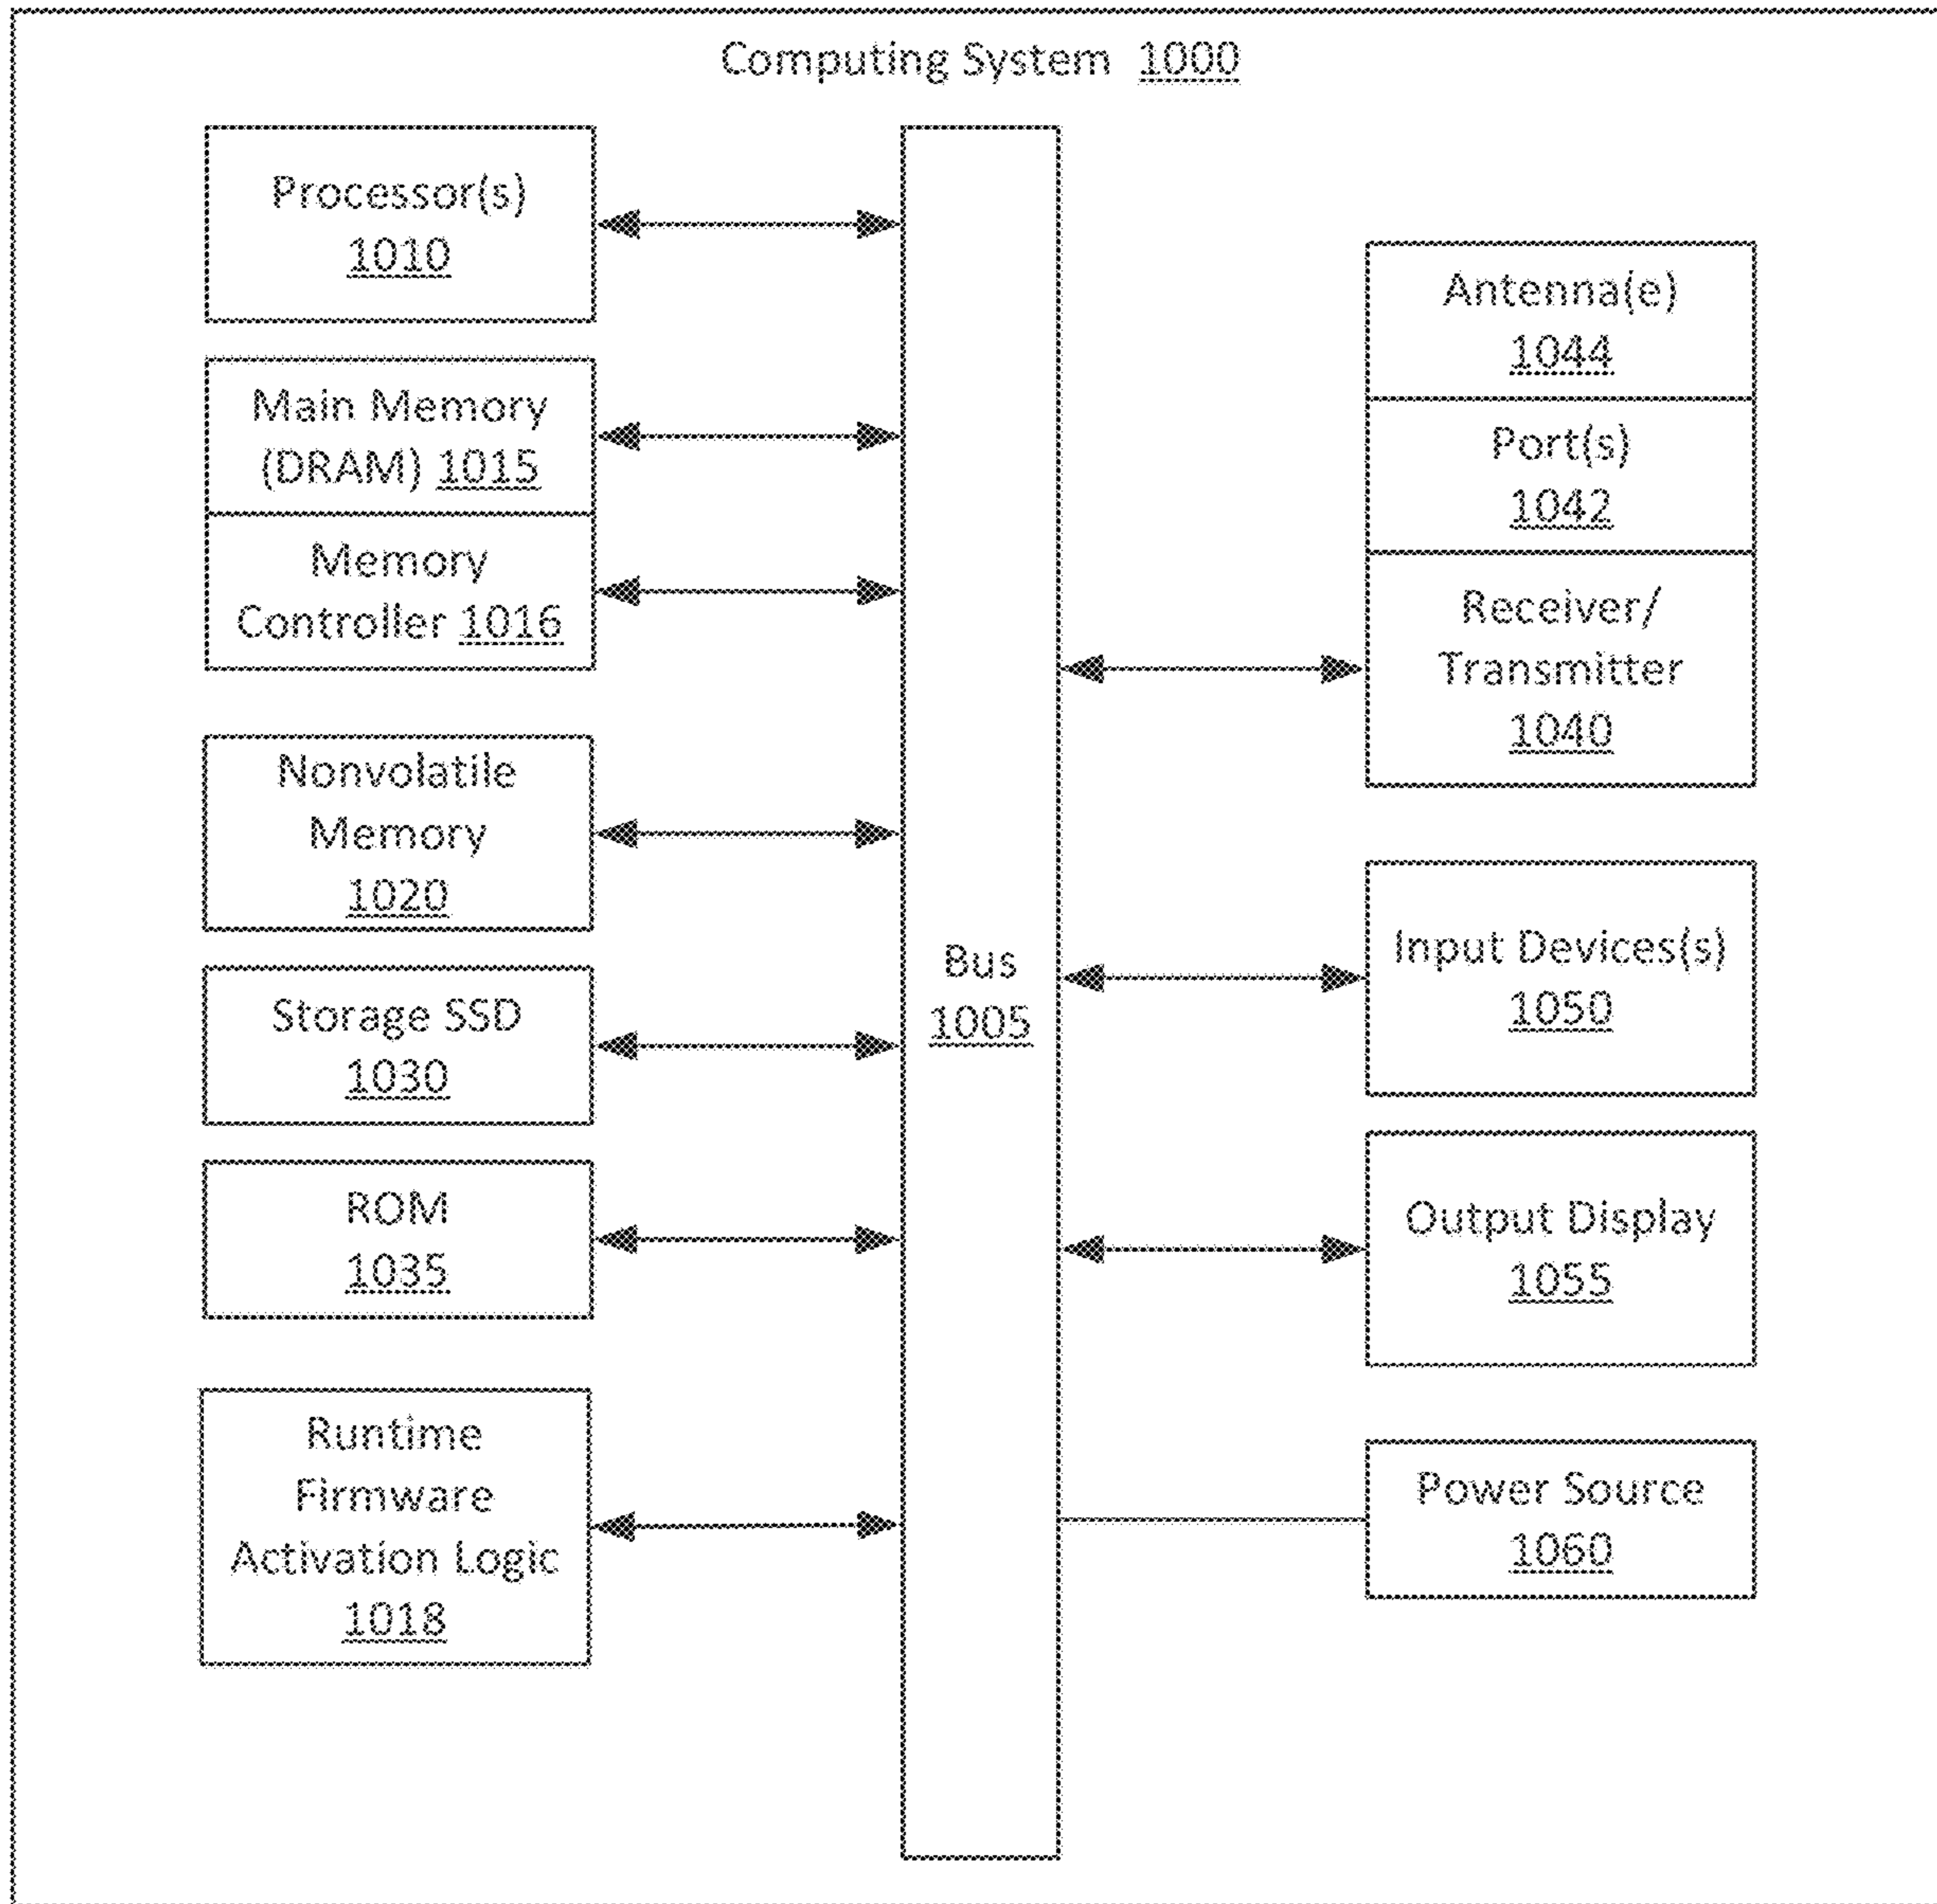 Computing System 1000
Processor(s)
1010
Main Memory
(DRAM) 1015
Memory
Controller 1016
Nonvolatile
Memory
1020
Storage SSD
1030
ROM
1035
Runtime
Firmware
Activation Logic
1018
Bus
1005
Antenna(e)
1044
Port(s)
1042
Receiver/
Transmitter
1040
Input Devices(s)
1050
Output Display
1055
Power Source
1060